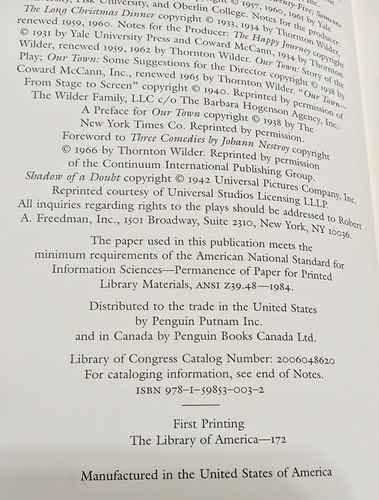 Fisk University, and Oberlin College. Notes for the producer
The Long Christmas Dinner copyright © 1933, 1934 by Thornton Wilder,
renewed 1959, 1960. Notes for the Producer: The Happy Journey copyright
© 1931 by Yale University Press and Coward McCann, 1934 by Thornton
Wilder, renewed 1959, 1962 by Thornton Wilder. Our Town: Story of the
Play; Our Town: Some Suggestions for the Director copyright © 1938 by
Coward McCann, Inc., renewed 1965 by Thornton Wilder. "Our Town—
From Stage to Screen" copyright © 1940. Reprinted by permission of
The Wilder Family, LLC c/o The Barbara Hogenson Agency, Inc.
A Preface for Our Town copyright © 1938 by The
New York Times Co. Reprinted by permission.
Foreword to Three Comedies by Johann Nestroy copyright
© 1966 by Thornton Wilder. Reprinted by permission
of the Continuum International Publishing Group.
Shadow of a Doubt copyright © 1942 Universal Pictures Company, Inc.
Reprinted courtesy of Universal Studios Licensing LLLP.
All inquiries regarding rights to the plays should be addressed to Robert
A. Freedman, Inc., 1501 Broadway, Suite 2310, New York, NY 10036.
The paper used in this publication meets the
minimum requirements of the American National Standard for
Information Sciences—Permanence of Paper for Printed
Library Materials, ANSI Z39.48—1984.
Distributed to the trade in the United States
by Penguin Putnam Inc.
and in Canada by Penguin Books Canada Ltd.
Library of Congress Catalog Number: 2006048620
For cataloging information, see end of Notes.
ISBN 978-1-59853-003-2
First Printing
The Library of America—172
Manufactured in the United States of America